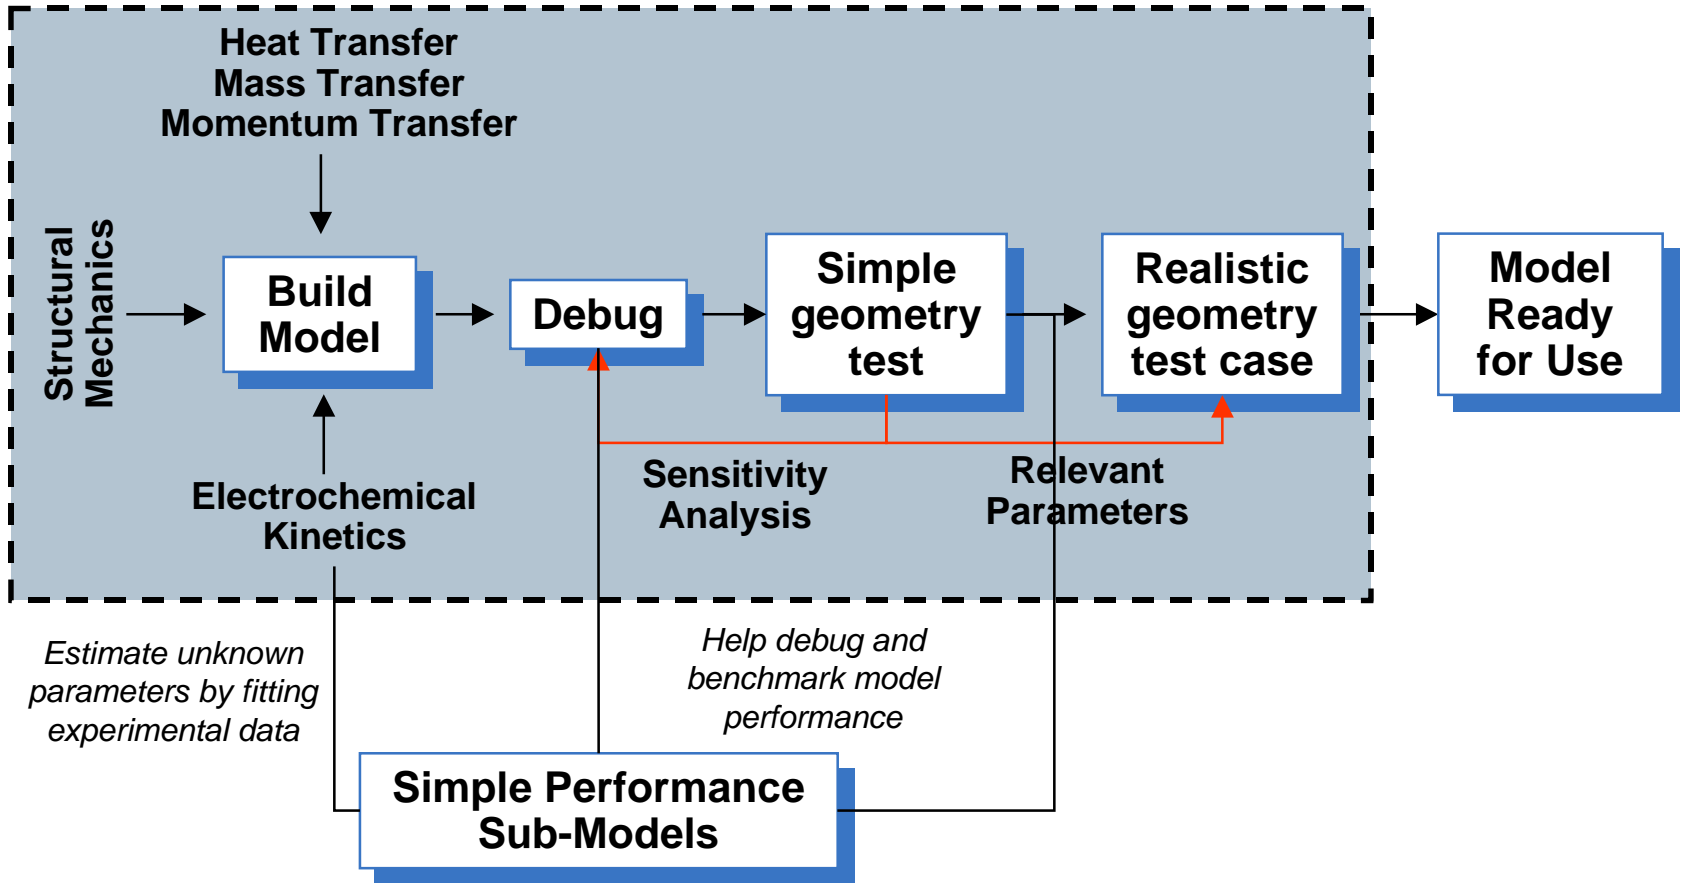 Heat Transfer
Mass Transfer
Momentum Transfer
Structural
Mechanics
Build
Model
Debug
Simple
geometry
test
Realistic
geometry
test case
Model
Ready
for Use
Sensitivity
Analysis
Relevant
Parameters
Electrochemical
Kinetics
Estimate unknown
parameters by fitting
experimental data
Help debug and
benchmark model
performance
Simple Performance
Sub-Models